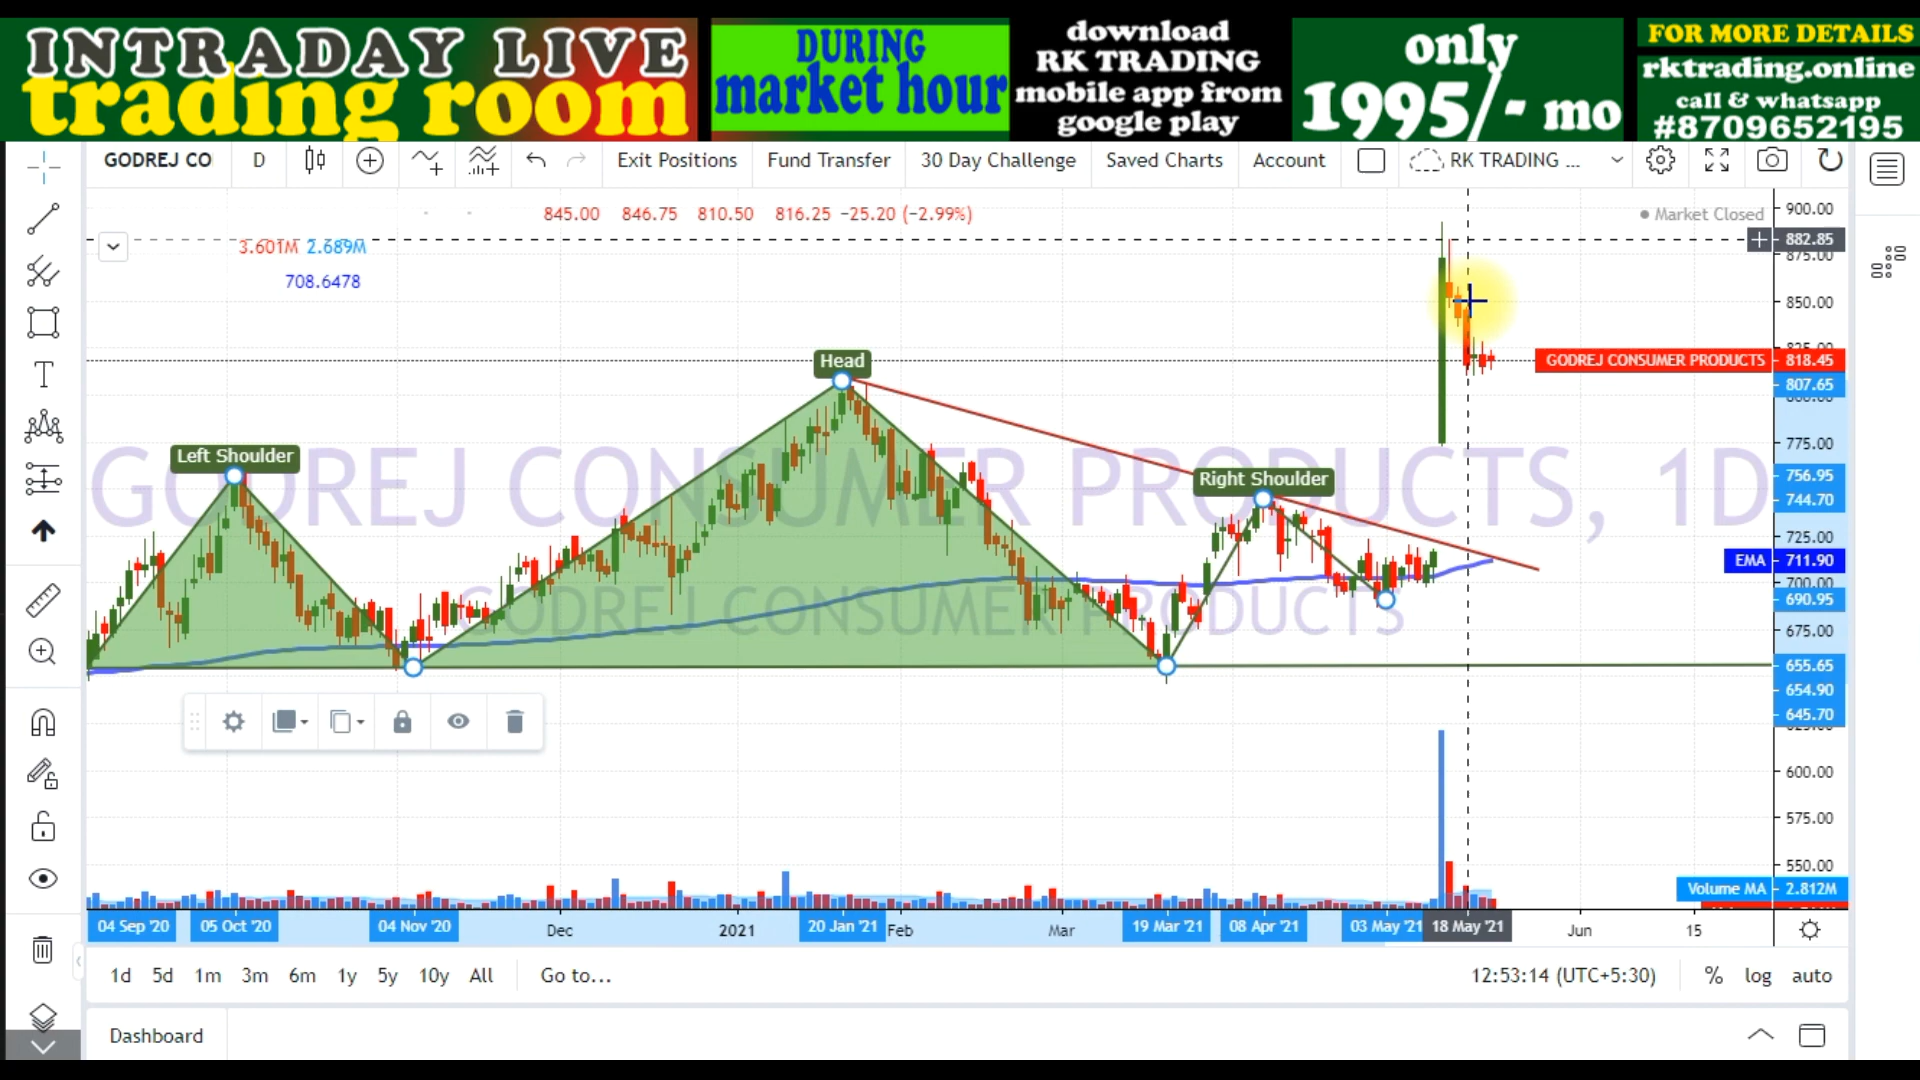 INTRADAY LIVE
trading room
DURING
market hour
download
RK TRADING
mobile app from
google play
only
1995/- mo
FOR MORE DETAILS
rktrading.online
call & whatsapp
#8709652195
GODREJ CO
D
Exit Positions
Fund Transfer
30 Day Challenge
Saved Charts
Account
RK TRADING ...
845.00 846.75 810.50 816.25 −25.20 (−2.99%)
Market Closed
3.601M 2.689M
708.6478
900.00
882.85
875.00
850.00
GODREJ CONSUMER PRODUCTS 818.45
807.65
775.00
756.95
744.70
725.00
EMA 711.90
700.00
690.95
675.00
655.65
654.90
645.70
600.00
575.00
550.00
Volume MA 2.812M
Head
Left Shoulder
Right Shoulder
GODREJ CONSUMER PRODUCTS, 1D
GODREJ CONSUMER PRODUCTS
04 Sep '20
05 Oct '20
04 Nov '20
Dec
2021
20 Jan '21
Feb
Mar
19 Mar '21
08 Apr '21
03 May '21
18 May '21
Jun
15
1d 5d 1m 3m 6m 1y 5y 10y All
Go to...
12:53:14 (UTC+5:30)
% log auto
Dashboard